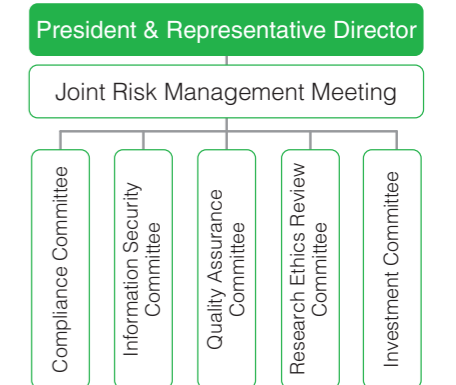 President & Representative Director
Joint Risk Management Meeting
Compliance Committee
Information Security
Committee
Quality Assurance
Committee
Research Ethics Review
Committee
Investment Committee